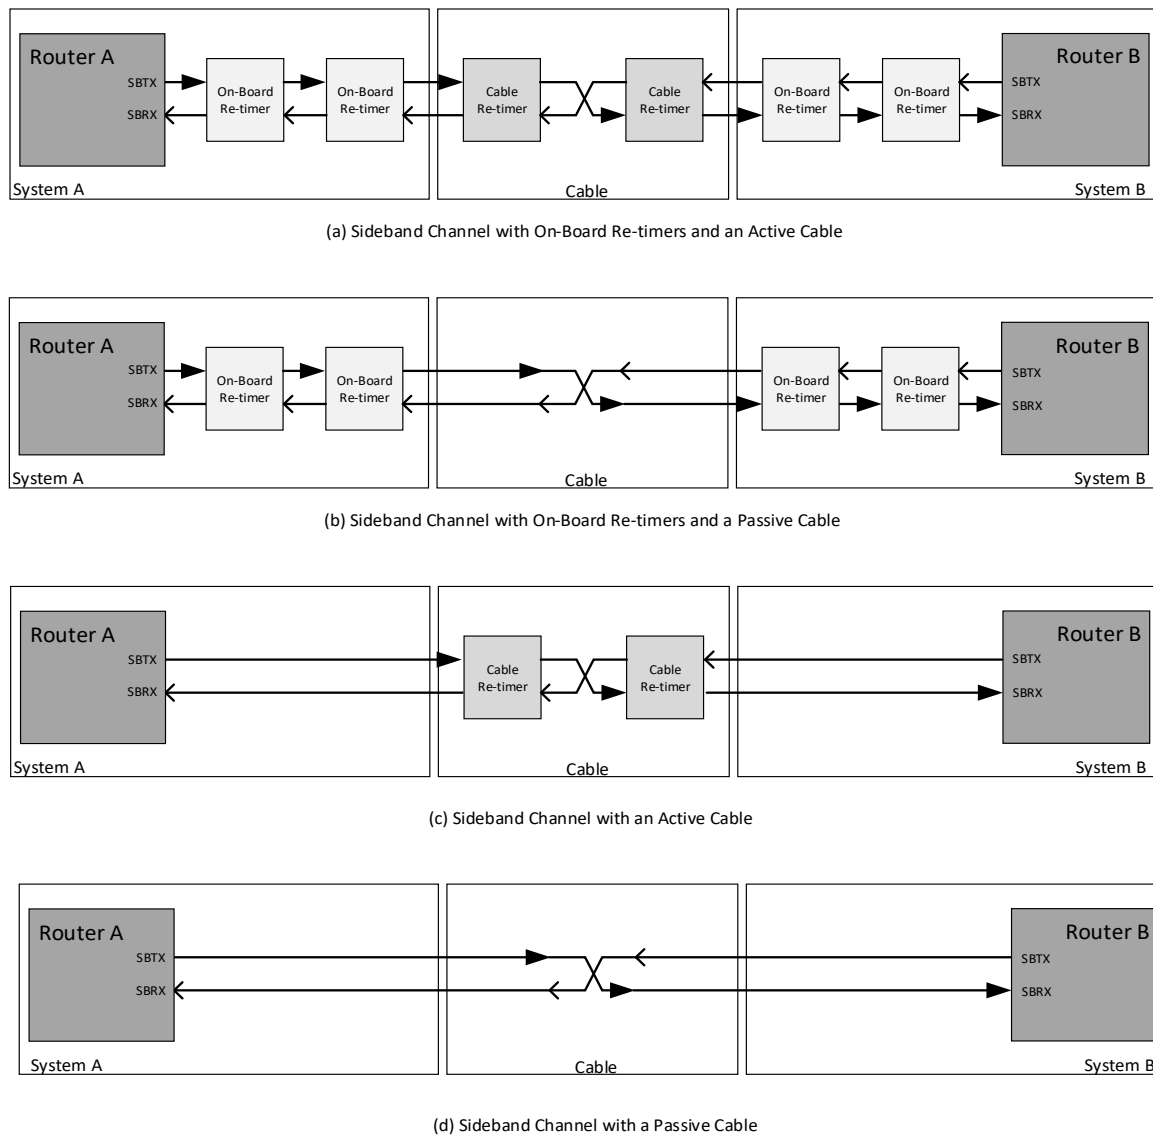 Router A
Router B
SBTX
On-Board
Re-timer
On-Board
Re-timer
Cable
Re-timer
Cable
Re-timer
On-Board
Re-timer
On-Board
Re-timer
SBTX
SBRX
SBRX
System A
Cable
System B
(a) Sideband Channel with On-Board Re-timers and an Active Cable
Router A
Router B
SBTX
On-Board
Re-timer
On-Board
Re-timer
On-Board
Re-timer
On-Board
Re-timer
SBTX
SBRX
SBRX
System A
Cable
System B
(b) Sideband Channel with On-Board Re-timers and a Passive Cable
Router A
Router B
SBTX
Cable
Re-timer
Cable
Re-timer
SBTX
SBRX
SBRX
System A
Cable
System B
(c) Sideband Channel with an Active Cable
Router A
Router B
SBTX
SBTX
SBRX
SBRX
System A
Cable
System B
(d) Sideband Channel with a Passive Cable